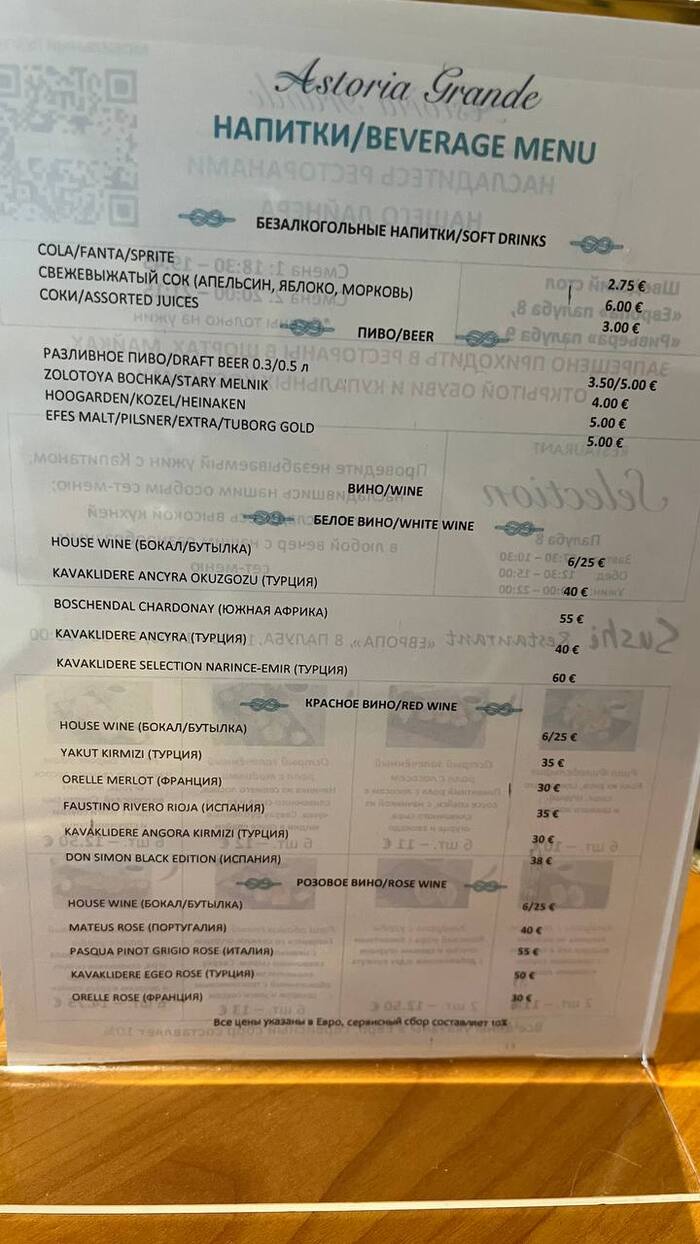 Astoria Grande
НАПИТКИ/BEVERAGE MENU
БЕЗАЛКОГОЛЬНЫЕ НАПИТКИ/SOFT DRINKS
COLA/FANTA/SPRITE 2.75 €
СВЕЖЕВЫЖАТЫЙ СОК (АПЕЛЬСИН, ЯБЛОКО, МОРКОВЬ) 6.00 €
СОКИ/ASSORTED JUICES 3.00 €
ПИВО/BEER
РАЗЛИВНОЕ ПИВО/DRAFT BEER 0.3/0.5 л 3.50/5.00 €
ZOLOTOYA BOCHKA/STARY MELNIK 4.00 €
HOOGARDEN/KOZEL/HEINAKEN 5.00 €
EFES MALT/PILSNER/EXTRA/TUBORG GOLD 5.00 €
ВИНО/WINE
БЕЛОЕ ВИНО/WHITE WINE
HOUSE WINE (БОКАЛ/БУТЫЛКА) 6/25 €
KAVAKLIDERE ANCYRA OKUZGOZU (ТУРЦИЯ) 40 €
BOSCHENDAL CHARDONAY (ЮЖНАЯ АФРИКА) 55 €
KAVAKLIDERE ANCYRA (ТУРЦИЯ) 40 €
KAVAKLIDERE SELECTION NARINCE-EMIR (ТУРЦИЯ) 60 €
КРАСНОЕ ВИНО/RED WINE
HOUSE WINE (БОКАЛ/БУТЫЛКА) 6/25 €
YAKUT KIRMIZI (ТУРЦИЯ) 35 €
ORELLE MERLOT (ФРАНЦИЯ) 30 €
FAUSTINO RIVERO RIOJA (ИСПАНИЯ) 35 €
KAVAKLIDERE ANGORA KIRMIZI (ТУРЦИЯ) 30 €
DON SIMON BLACK EDITION (ИСПАНИЯ) 38 €
РОЗОВОЕ ВИНО/ROSE WINE
HOUSE WINE (БОКАЛ/БУТЫЛКА) 6/25 €
MATEUS ROSE (ПОРТУГАЛИЯ) 40 €
PASQUA PINOT GRIGIO ROSE (ИТАЛИЯ) 55 €
KAVAKLIDERE EGEO ROSE (ТУРЦИЯ) 50 €
ORELLE ROSE (ФРАНЦИЯ) 30 €
Все цены указаны в Евро, сервисный сбор составляет 10%